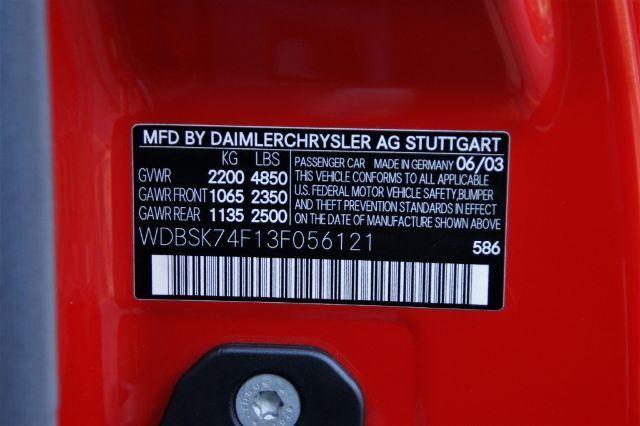 MFD BY DAIMLERCHRYSLER AG STUTTGART
KG LBS
GVWR 2200 4850
GAWR FRONT 1065 2350
GAWR REAR 1135 2500
PASSENGER CAR MADE IN GERMANY 06/03
THIS VEHICLE CONFORMS TO ALL APPLICABLE
U.S. FEDERAL MOTOR VEHICLE SAFETY,BUMPER
AND THEFT PREVENTION STANDARDS IN EFFECT
ON THE DATE OF MANUFACTURE SHOWN ABOVE
WDBSK74F13F056121
586